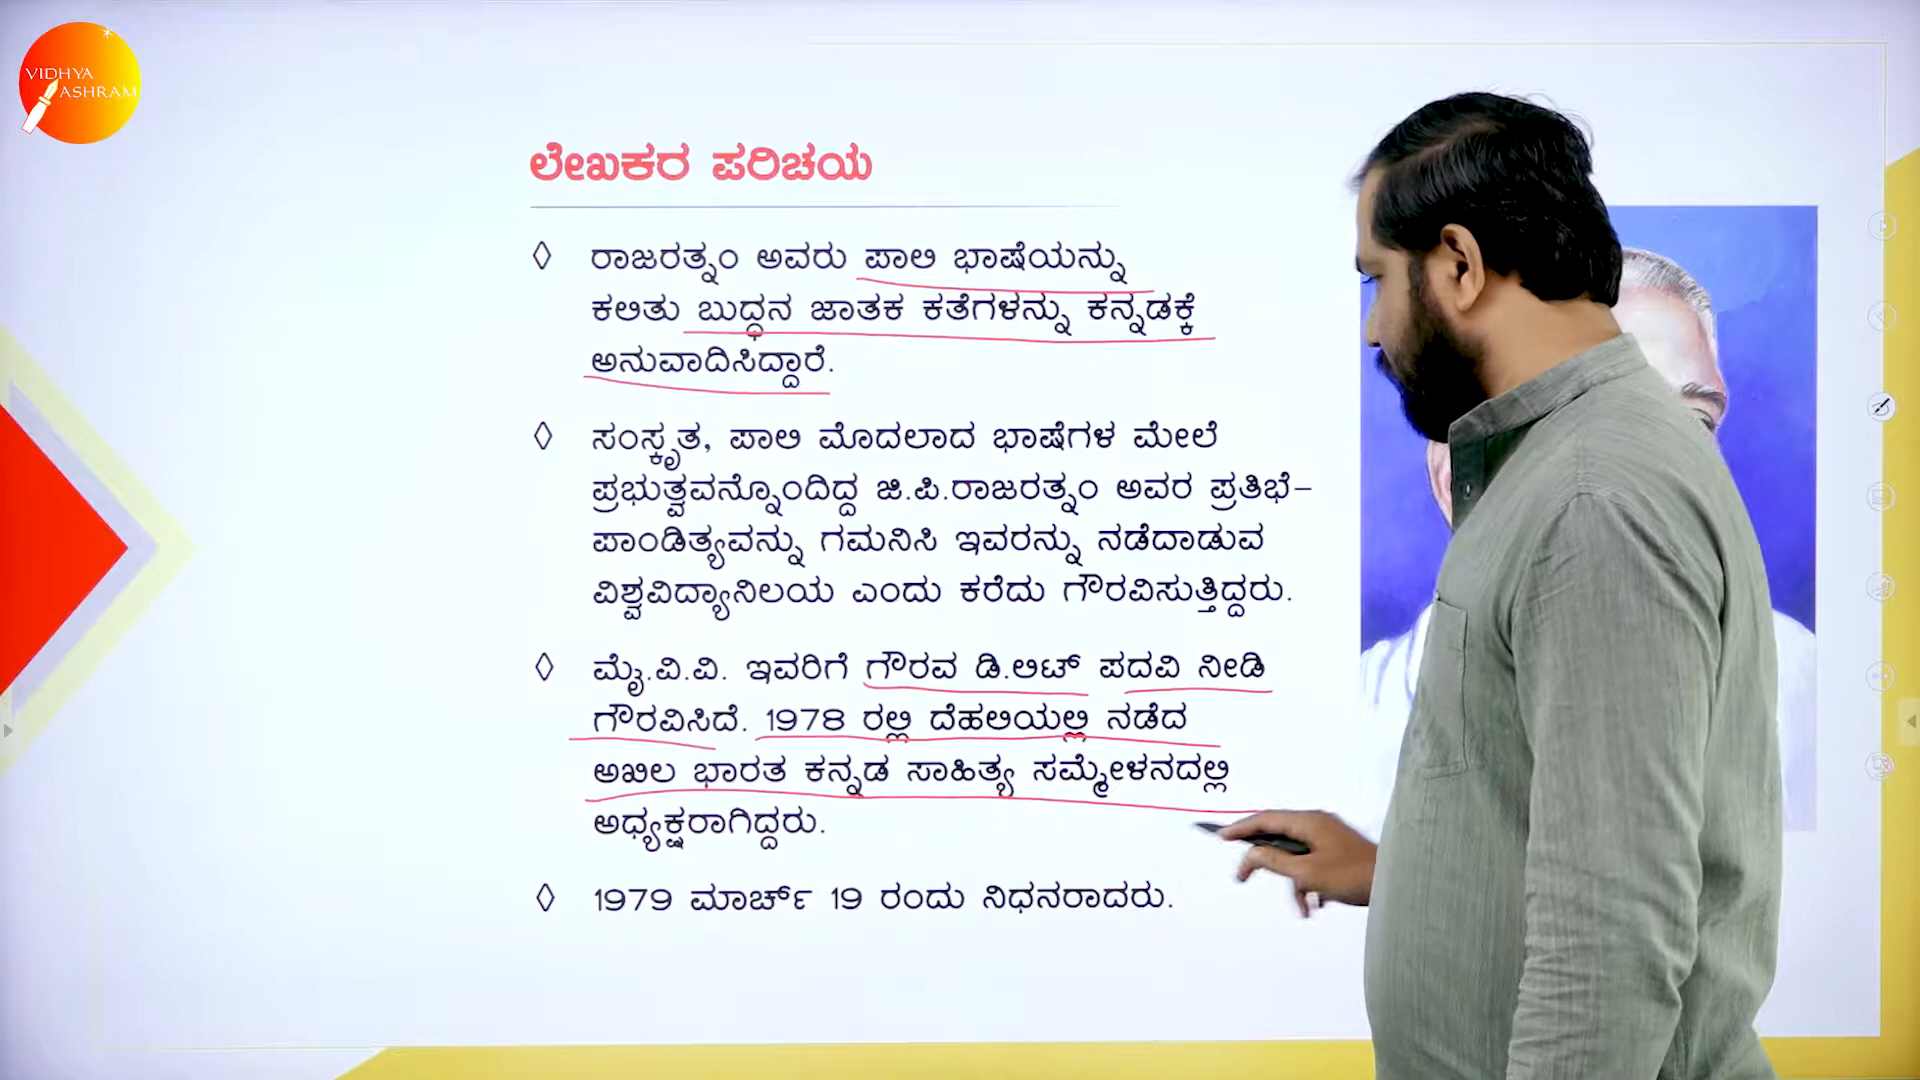 VIDHYA
ASHRAM
ಲೇಖಕರ ಪರಿಚಯ
◊ ರಾಜರತ್ನಂ ಅವರು ಪಾಲಿ ಭಾಷೆಯನ್ನು
ಕಲಿತು ಬುದ್ಧನ ಜಾತಕ ಕತೆಗಳನ್ನು ಕನ್ನಡಕ್ಕೆ
ಅನುವಾದಿಸಿದ್ದಾರೆ.
◊ ಸಂಸ್ಕೃತ, ಪಾಲಿ ಮೊದಲಾದ ಭಾಷೆಗಳ ಮೇಲೆ
ಪ್ರಭುತ್ವವನ್ನೊಂದಿದ್ದ ಜಿ.ಪಿ.ರಾಜರತ್ನಂ ಅವರ ಪ್ರತಿಭೆ-
ಪಾಂಡಿತ್ಯವನ್ನು ಗಮನಿಸಿ ಇವರನ್ನು ನಡೆದಾಡುವ
ವಿಶ್ವವಿದ್ಯಾನಿಲಯ ಎಂದು ಕರೆದು ಗೌರವಿಸುತ್ತಿದ್ದರು.
◊ ಮೈ.ವಿ.ವಿ. ಇವರಿಗೆ ಗೌರವ ಡಿ.ಲಿಟ್ ಪದವಿ ನೀಡಿ
ಗೌರವಿಸಿದೆ. 1978 ರಲ್ಲಿ ದೆಹಲಿಯಲ್ಲಿ ನಡೆದ
ಅಖಿಲ ಭಾರತ ಕನ್ನಡ ಸಾಹಿತ್ಯ ಸಮ್ಮೇಳನದಲ್ಲಿ
ಅಧ್ಯಕ್ಷರಾಗಿದ್ದರು.
◊ 1979 ಮಾರ್ಚ್ 19 ರಂದು ನಿಧನರಾದರು.